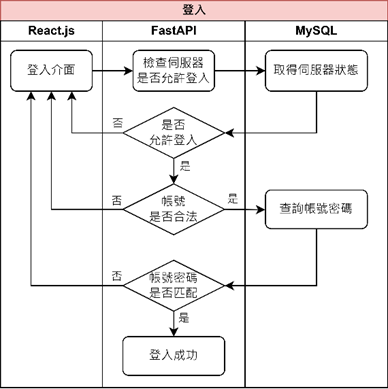 登入
React.js
FastAPI
MySQL
登入介面
檢查伺服器
是否允許登入
取得伺服器狀態
否
是否
允許登入
是
否
帳號
是否合法
是
查詢帳號密碼
否
帳號密碼
是否匹配
是
登入成功